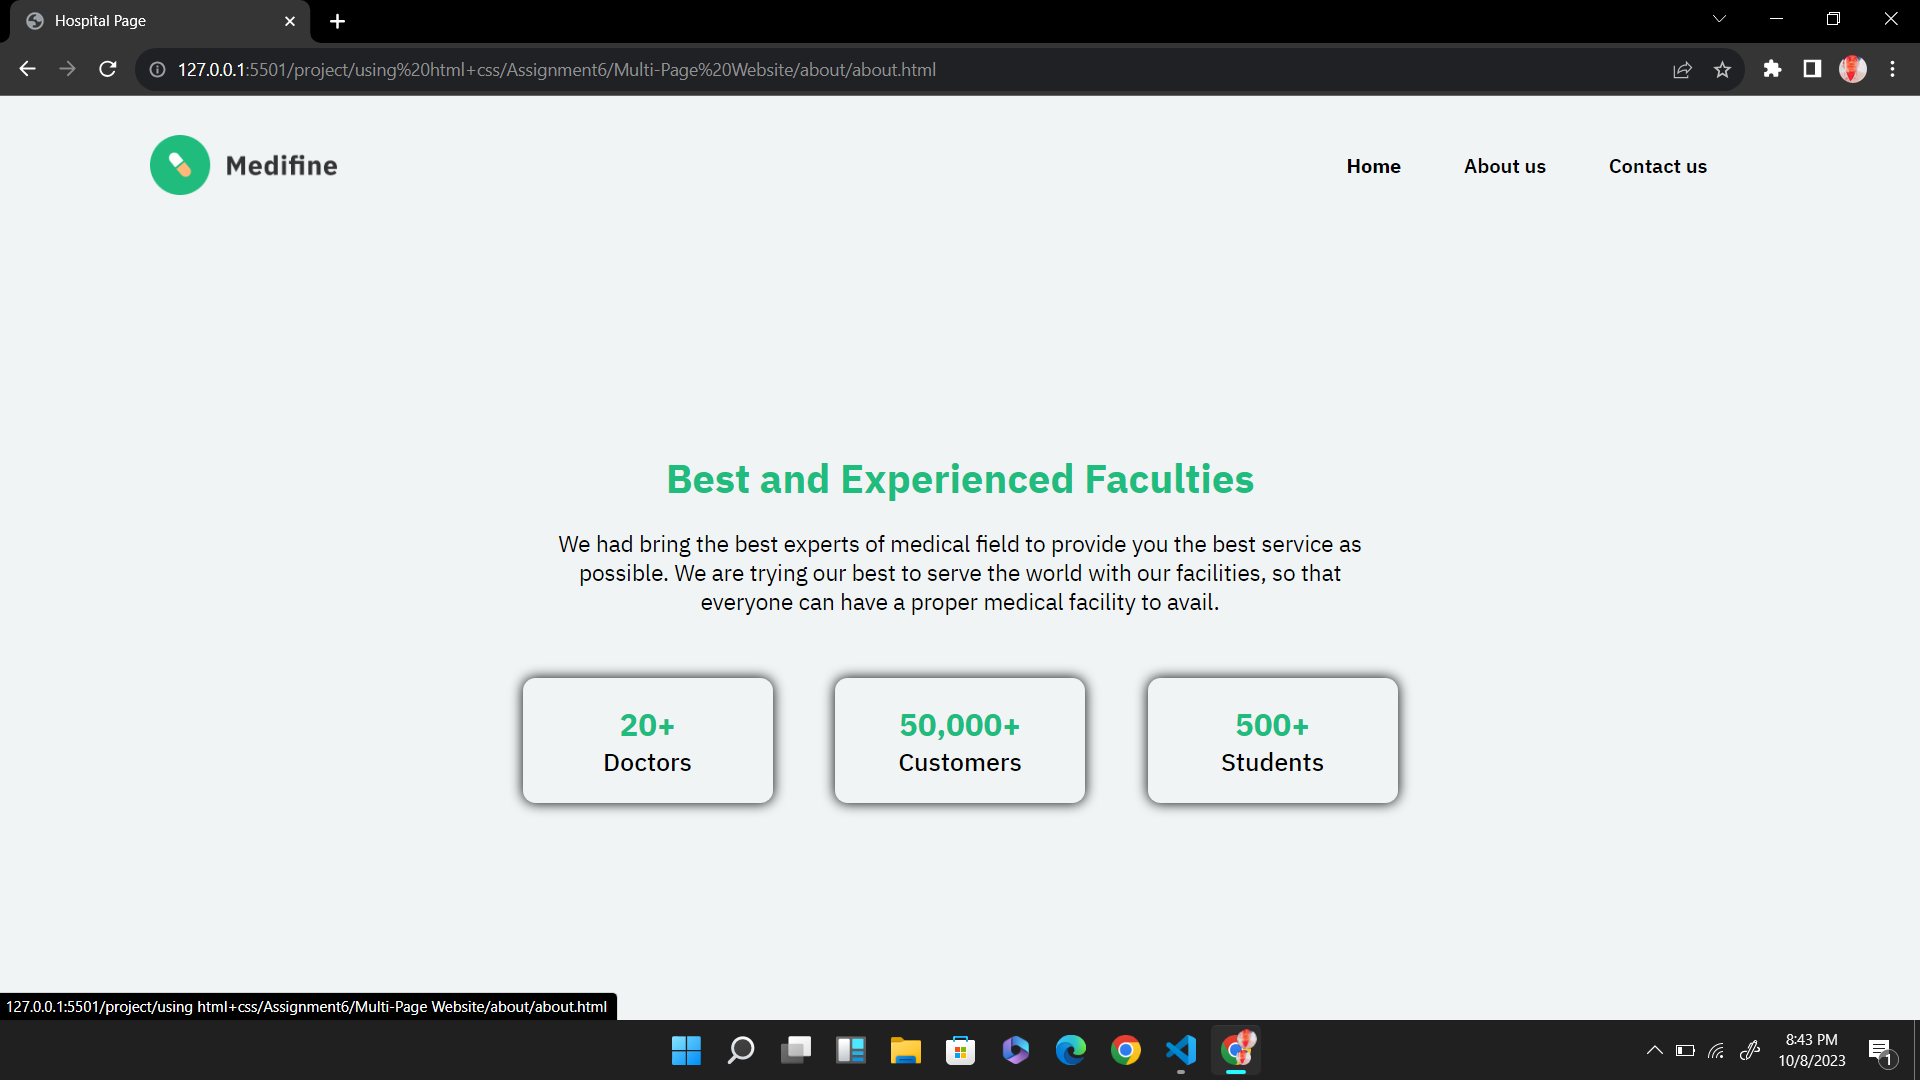 Hospital Page
127.0.0.1:5501/project/using%20html+css/Assignment6/Multi-Page%20Website/about/about.html
Medifine
Home About us Contact us
Best and Experienced Faculties
We had bring the best experts of medical field to provide you the best service as
possible. We are trying our best to serve the world with our facilities, so that
everyone can have a proper medical facility to avail.
20+ 50,000+ 500+
Doctors Customers Students
127.0.0.1:5501/project/using html+css/Assignment6/Multi-Page Website/about/about.html
8:43 PM
10/8/2023
1